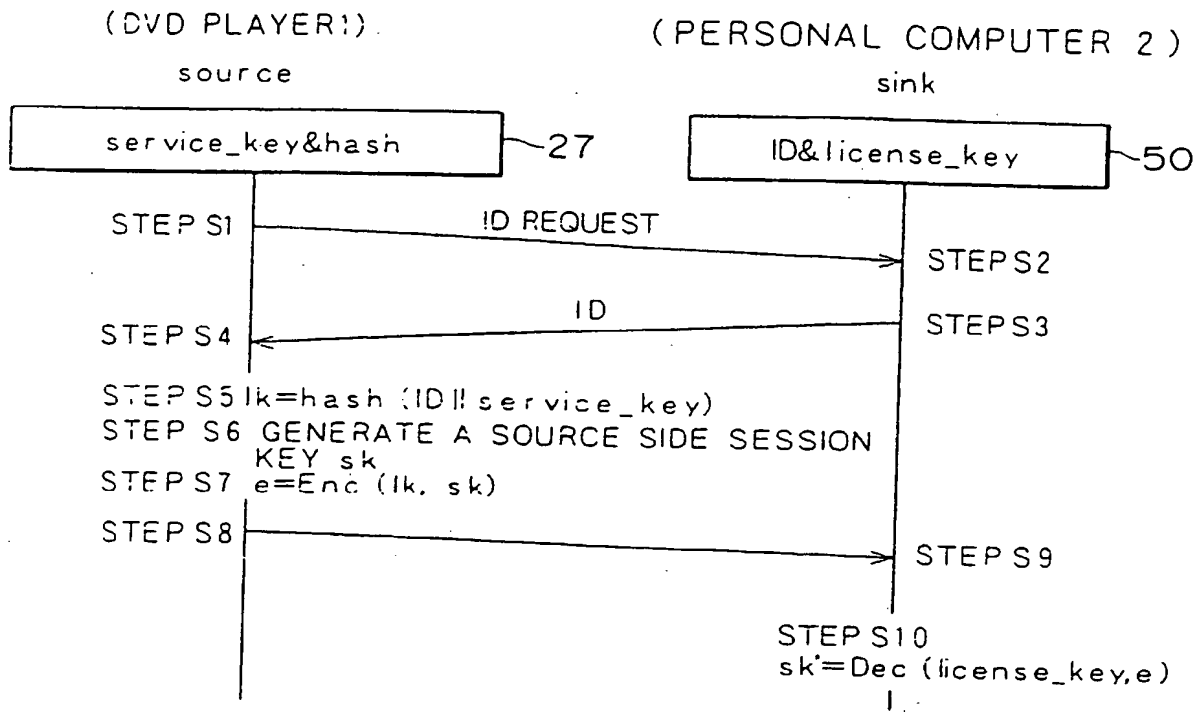 (DVD PLAYER1)
(PERSONAL COMPUTER 2)
source
sink
service_key&hash
27
ID&license_key
50
STEP S1
ID REQUEST
STEP S2
ID
STEP S3
STEP S4
STEP S5 lk=hash (ID||service_key)
STEP S6 GENERATE A SOURCE SIDE SESSION
KEY sk
STEP S7 e=Enc (lk, sk)
STEP S8
STEP S9
STEP S10
sk'=Dec (license_key, e)